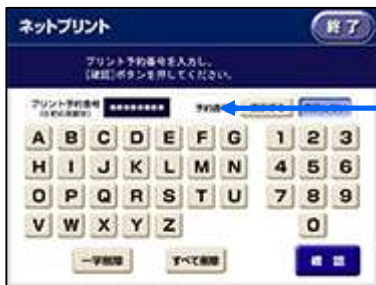 ネットプリント
終了
プリント予約番号を入力し、
[確認]ボタンを押してください。
プリント予約番号
********
予約済
A B C D E F G 1 2 3
H I J K L M N 4 5 6
O P Q R S T U 7 8 9
V W X Y Z 0
一字削除 すべて削除
確認